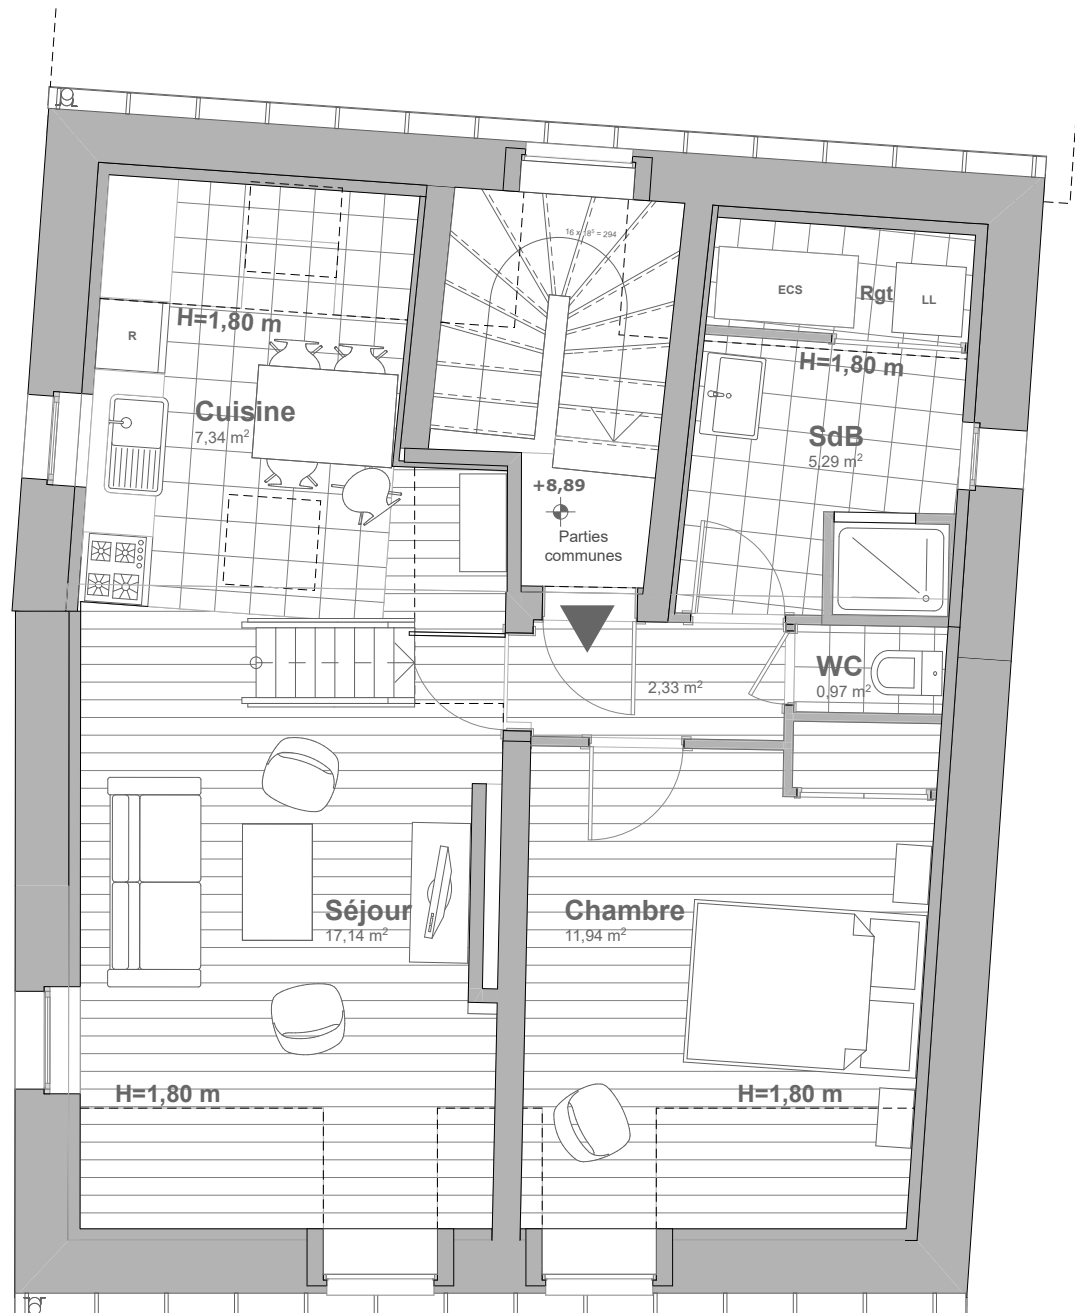 16 x 18⁵ = 294
ECS
Rgt
LL
H=1,80 m
R
H=1,80 m
Cuisine
7,34 m²
SdB
5,29 m²
+8,89
Parties
communes
WC
0,97 m²
2,33 m²
Séjour
17,14 m²
Chambre
11,94 m²
H=1,80 m
H=1,80 m